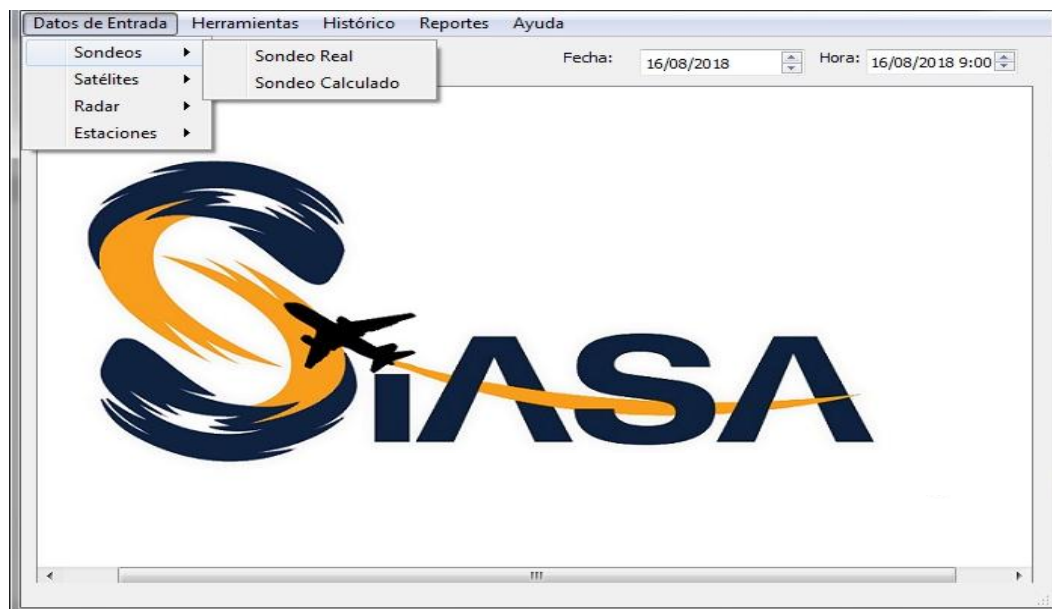 Datos de Entrada Herramientas Histórico Reportes Ayuda
Sondeos
Satélites
Radar
Estaciones
Sondeo Real
Sondeo Calculado
Fecha: 16/08/2018 Hora: 16/08/2018 9:00
SiASA